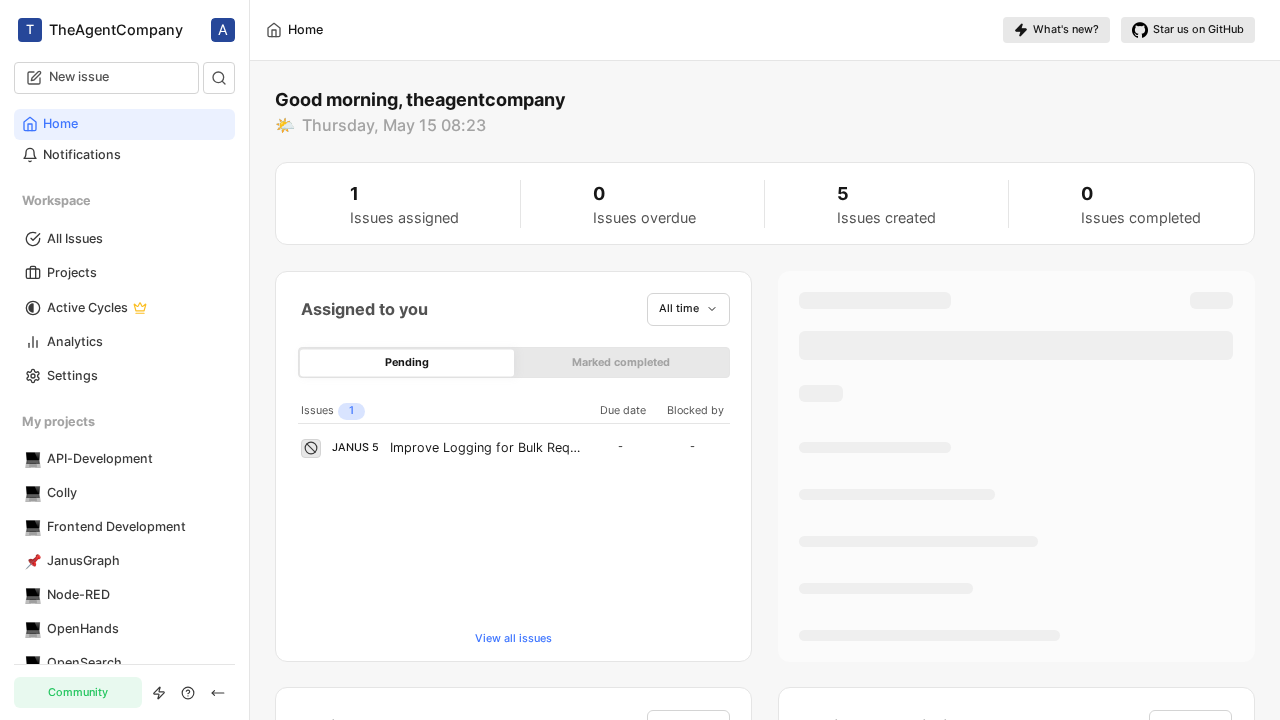 T TheAgentCompany A
New issue
Home
Notifications
Workspace
All Issues
Projects
Active Cycles
Analytics
Settings
My projects
API-Development
Colly
Frontend Development
JanusGraph
Node-RED
OpenHands
OpenSearch
Community
Home
What's new?
Star us on GitHub
Good morning, theagentcompany
Thursday, May 15 08:23
1
Issues assigned
0
Issues overdue
5
Issues created
0
Issues completed
Assigned to you
All time
Pending
Marked completed
Issues 1 Due date Blocked by
JANUS 5 Improve Logging for Bulk Req... - -
View all issues